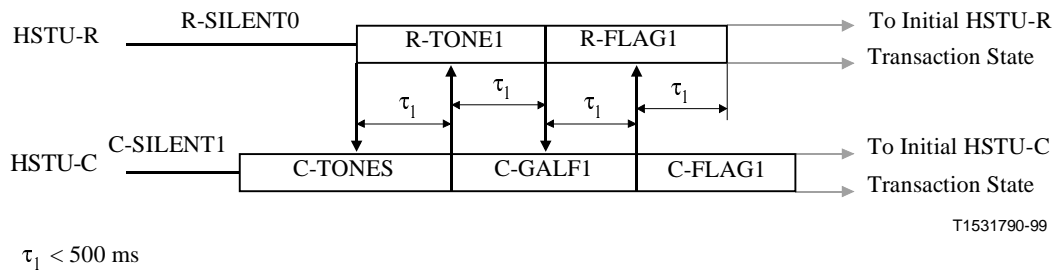 R-SILENT0
To Initial HSTU-R
HSTU-R
R-TONE1
R-FLAG1
Transaction State
τ1
τ1
τ1
τ1
C-SILENT1
To Initial HSTU-C
HSTU-C
C-TONES
C-GALF1
C-FLAG1
Transaction State
T1531790-99
τ1 < 500 ms